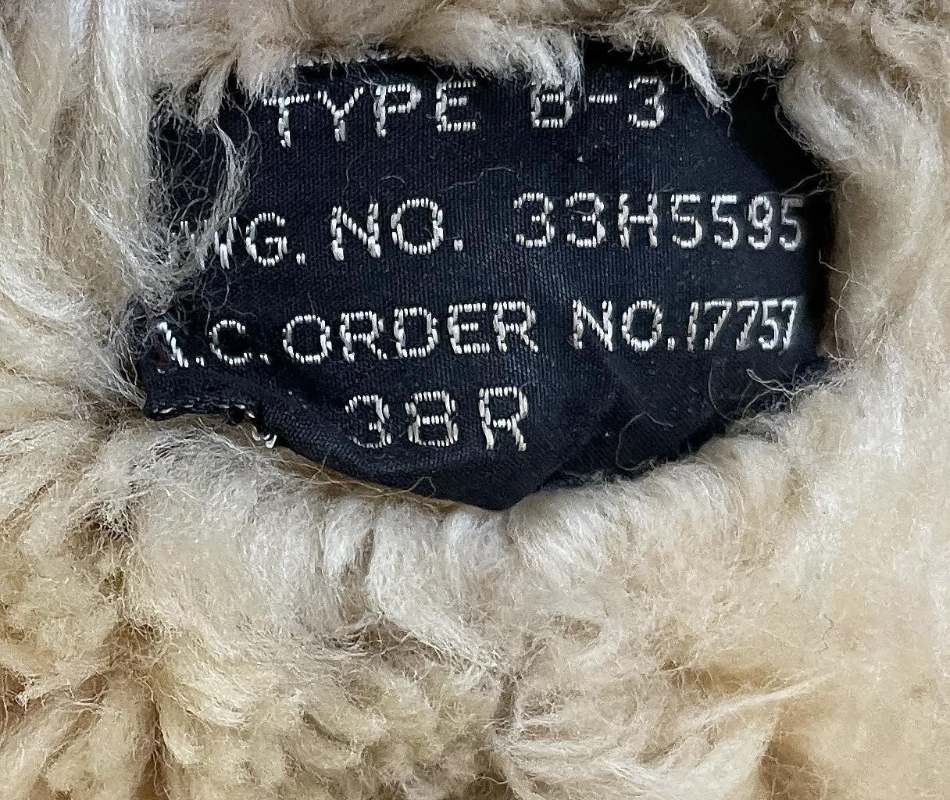 TYPE B-3
WG. NO. 33H5595
A.C. ORDER NO. 17757
38R